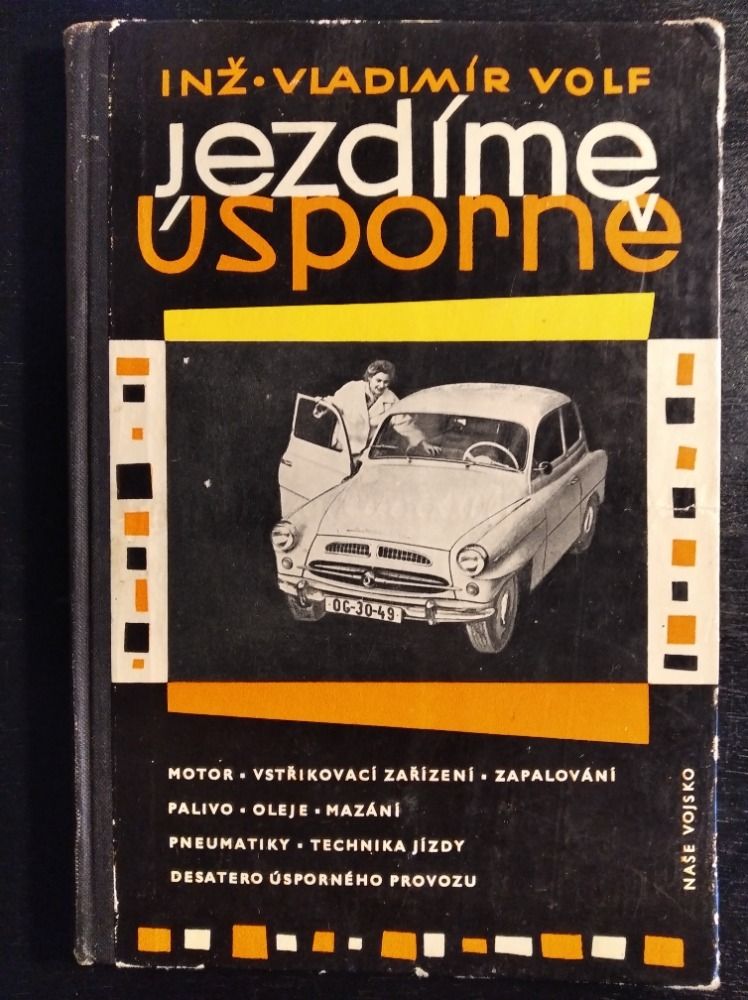 INŽ·VLADIMÍR VOLF
jezdíme
úsporně
OG-30-49
MOTOR · VSTŘIKOVACÍ ZAŘÍZENÍ · ZAPALOVÁNÍ
PALIVO · OLEJE · MAZÁNÍ
PNEUMATIKY · TECHNIKA JÍZDY
DESATERO ÚSPORNÉHO PROVOZU
NAŠE VOJSKO